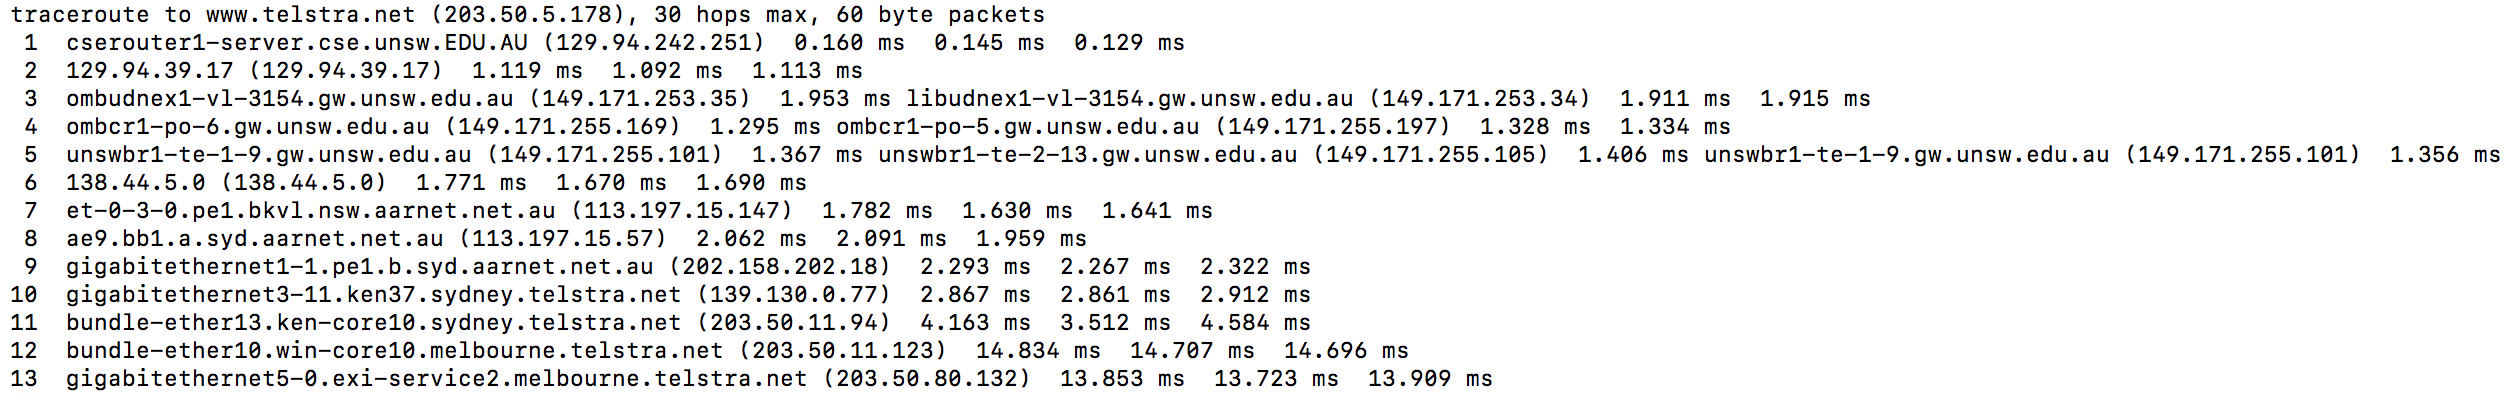 traceroute to www.telstra.net (203.50.5.178), 30 hops max, 60 byte packets
 1  cserouter1-server.cse.unsw.EDU.AU (129.94.242.251)  0.160 ms  0.145 ms  0.129 ms
 2  129.94.39.17 (129.94.39.17)  1.119 ms  1.092 ms  1.113 ms
 3  ombudnex1-vl-3154.gw.unsw.edu.au (149.171.253.35)  1.953 ms libudnex1-vl-3154.gw.unsw.edu.au (149.171.253.34)  1.911 ms  1.915 ms
 4  ombcr1-po-6.gw.unsw.edu.au (149.171.255.169)  1.295 ms ombcr1-po-5.gw.unsw.edu.au (149.171.255.197)  1.328 ms  1.334 ms
 5  unswbr1-te-1-9.gw.unsw.edu.au (149.171.255.101)  1.367 ms unswbr1-te-2-13.gw.unsw.edu.au (149.171.255.105)  1.406 ms unswbr1-te-1-9.gw.unsw.edu.au (149.171.255.101)  1.356 ms
 6  138.44.5.0 (138.44.5.0)  1.771 ms  1.670 ms  1.690 ms
 7  et-0-3-0.pe1.bkvl.nsw.aarnet.net.au (113.197.15.147)  1.782 ms  1.630 ms  1.641 ms
 8  ae9.bb1.a.syd.aarnet.net.au (113.197.15.57)  2.062 ms  2.091 ms  1.959 ms
 9  gigabitethernet1-1.pe1.b.syd.aarnet.net.au (202.158.202.18)  2.293 ms  2.267 ms  2.322 ms
10  gigabitethernet3-11.ken37.sydney.telstra.net (139.130.0.77)  2.867 ms  2.861 ms  2.912 ms
11  bundle-ether13.ken-core10.sydney.telstra.net (203.50.11.94)  4.163 ms  3.512 ms  4.584 ms
12  bundle-ether10.win-core10.melbourne.telstra.net (203.50.11.123)  14.834 ms  14.707 ms  14.696 ms
13  gigabitethernet5-0.exi-service2.melbourne.telstra.net (203.50.80.132)  13.853 ms  13.723 ms  13.909 ms